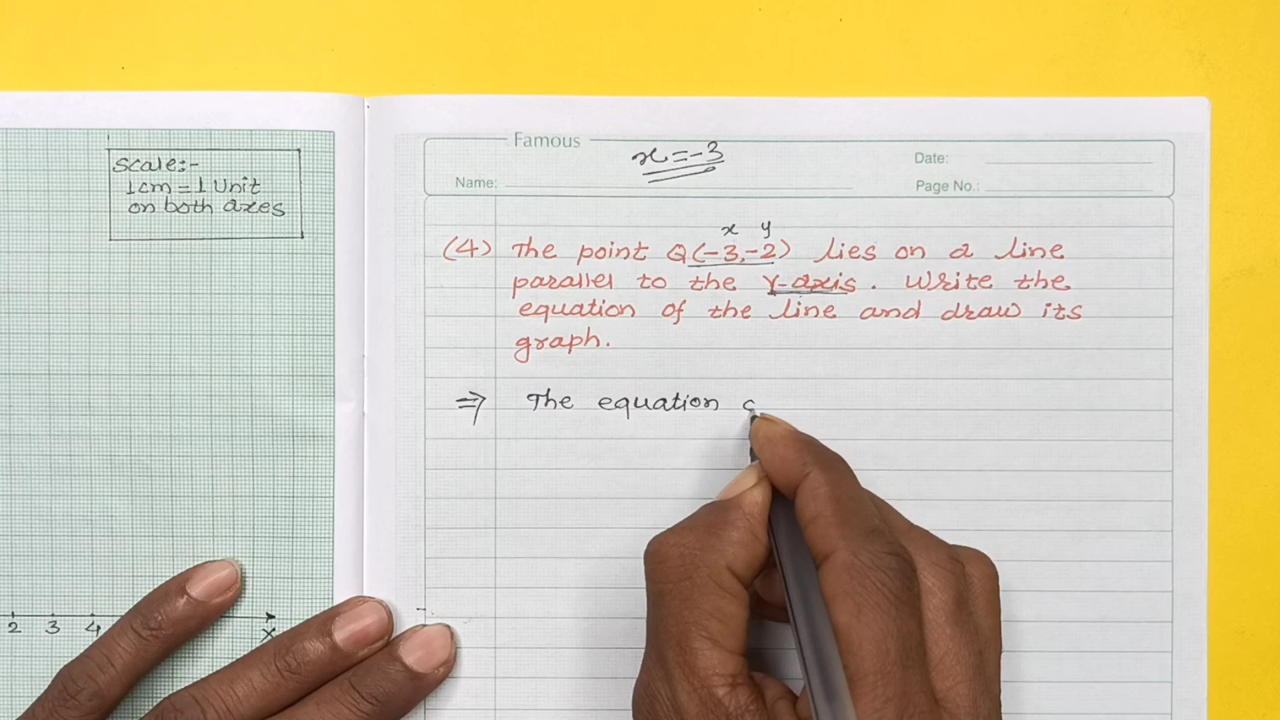 Scale:-
1cm = 1 Unit
on both axes
2 3 4
X
Famous
x = -3
Name:
Date:
Page No.:
x y
(4) The point Q(-3,-2) lies on a line
parallel to the Y-axis. Write the
equation of the line and draw its
graph.
⇒ The equation